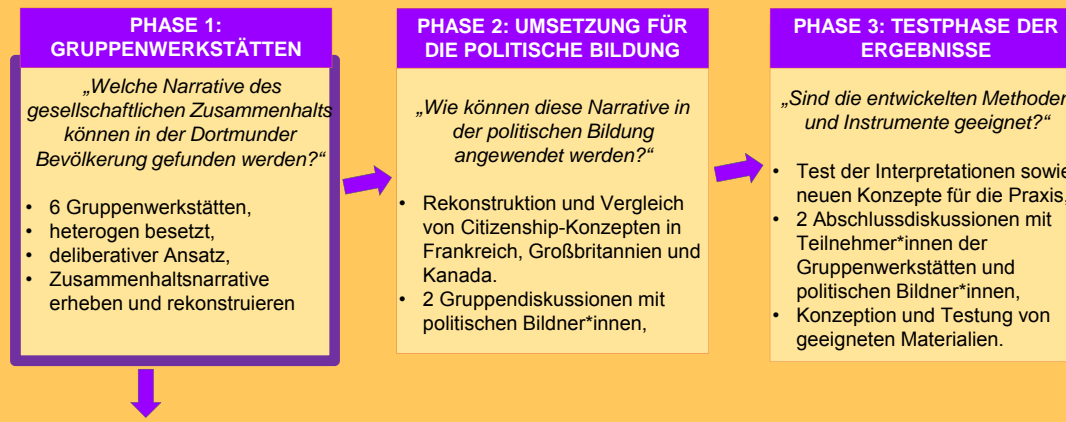 PHASE 1:
GRUPPENWERKSTÄTTEN
„Welche Narrative des
gesellschaftlichen Zusammenhalts
können in der Dortmunder
Bevölkerung gefunden werden?“
• 6 Gruppenwerkstätten,
• heterogen besetzt,
• deliberativer Ansatz,
• Zusammenhaltsnarrative
erheben und rekonstruieren
PHASE 2: UMSETZUNG FÜR
DIE POLITISCHE BILDUNG
„Wie können diese Narrative in
der politischen Bildung
angewendet werden?“
• Rekonstruktion und Vergleich
von Citizenship-Konzepten in
Frankreich, Großbritannien und
Kanada.
• 2 Gruppendiskussionen mit
politischen Bildner*innen,
PHASE 3: TESTPHASE DER
ERGEBNISSE
„Sind die entwickelten Methoden
und Instrumente geeignet?“
• Test der Interpretationen sowie
neuen Konzepte für die Praxis,
• 2 Abschlussdiskussionen mit
Teilnehmer*innen der
Gruppenwerkstätten und
politischen Bildner*innen,
• Konzeption und Testung von
geeigneten Materialien.